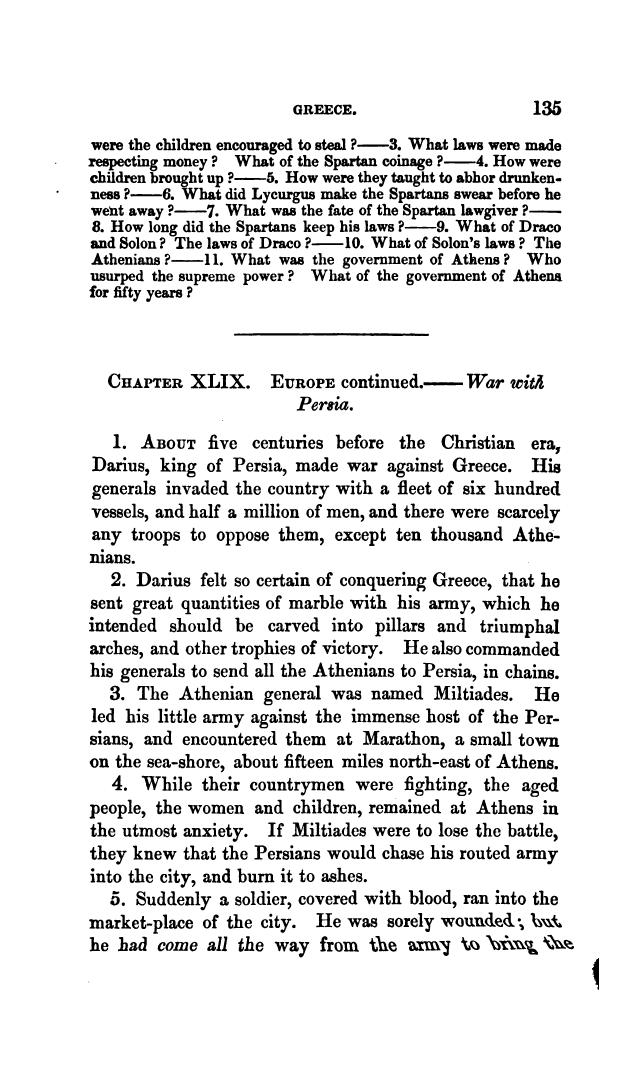 GREECE. 135
were the children encouraged to steal ?——3. What laws were made
respecting money ? What of the Spartan coinage ?——4. How were
children brought up ?——5. How were they taught to abhor drunken-
ness ?——6. What did Lycurgus make the Spartans swear before he
went away ?——7. What was the fate of the Spartan lawgiver ?——
8. How long did the Spartans keep his laws ?——9. What of Draco
and Solon ? The laws of Draco ?——10. What of Solon's laws ? The
Athenians ?——11. What was the government of Athens ? Who
usurped the supreme power ? What of the government of Athens
for fifty years ?
CHAPTER XLIX. EUROPE continued.——War with
Persia.
1. ABOUT five centuries before the Christian era,
Darius, king of Persia, made war against Greece. His
generals invaded the country with a fleet of six hundred
vessels, and half a million of men, and there were scarcely
any troops to oppose them, except ten thousand Athe-
nians.
2. Darius felt so certain of conquering Greece, that he
sent great quantities of marble with his army, which he
intended should be carved into pillars and triumphal
arches, and other trophies of victory. He also commanded
his generals to send all the Athenians to Persia, in chains.
3. The Athenian general was named Miltiades. He
led his little army against the immense host of the Per-
sians, and encountered them at Marathon, a small town
on the sea-shore, about fifteen miles north-east of Athens.
4. While their countrymen were fighting, the aged
people, the women and children, remained at Athens in
the utmost anxiety. If Miltiades were to lose the battle,
they knew that the Persians would chase his routed army
into the city, and burn it to ashes.
5. Suddenly a soldier, covered with blood, ran into the
market-place of the city. He was sorely wounded; but
he had come all the way from the army to bring the